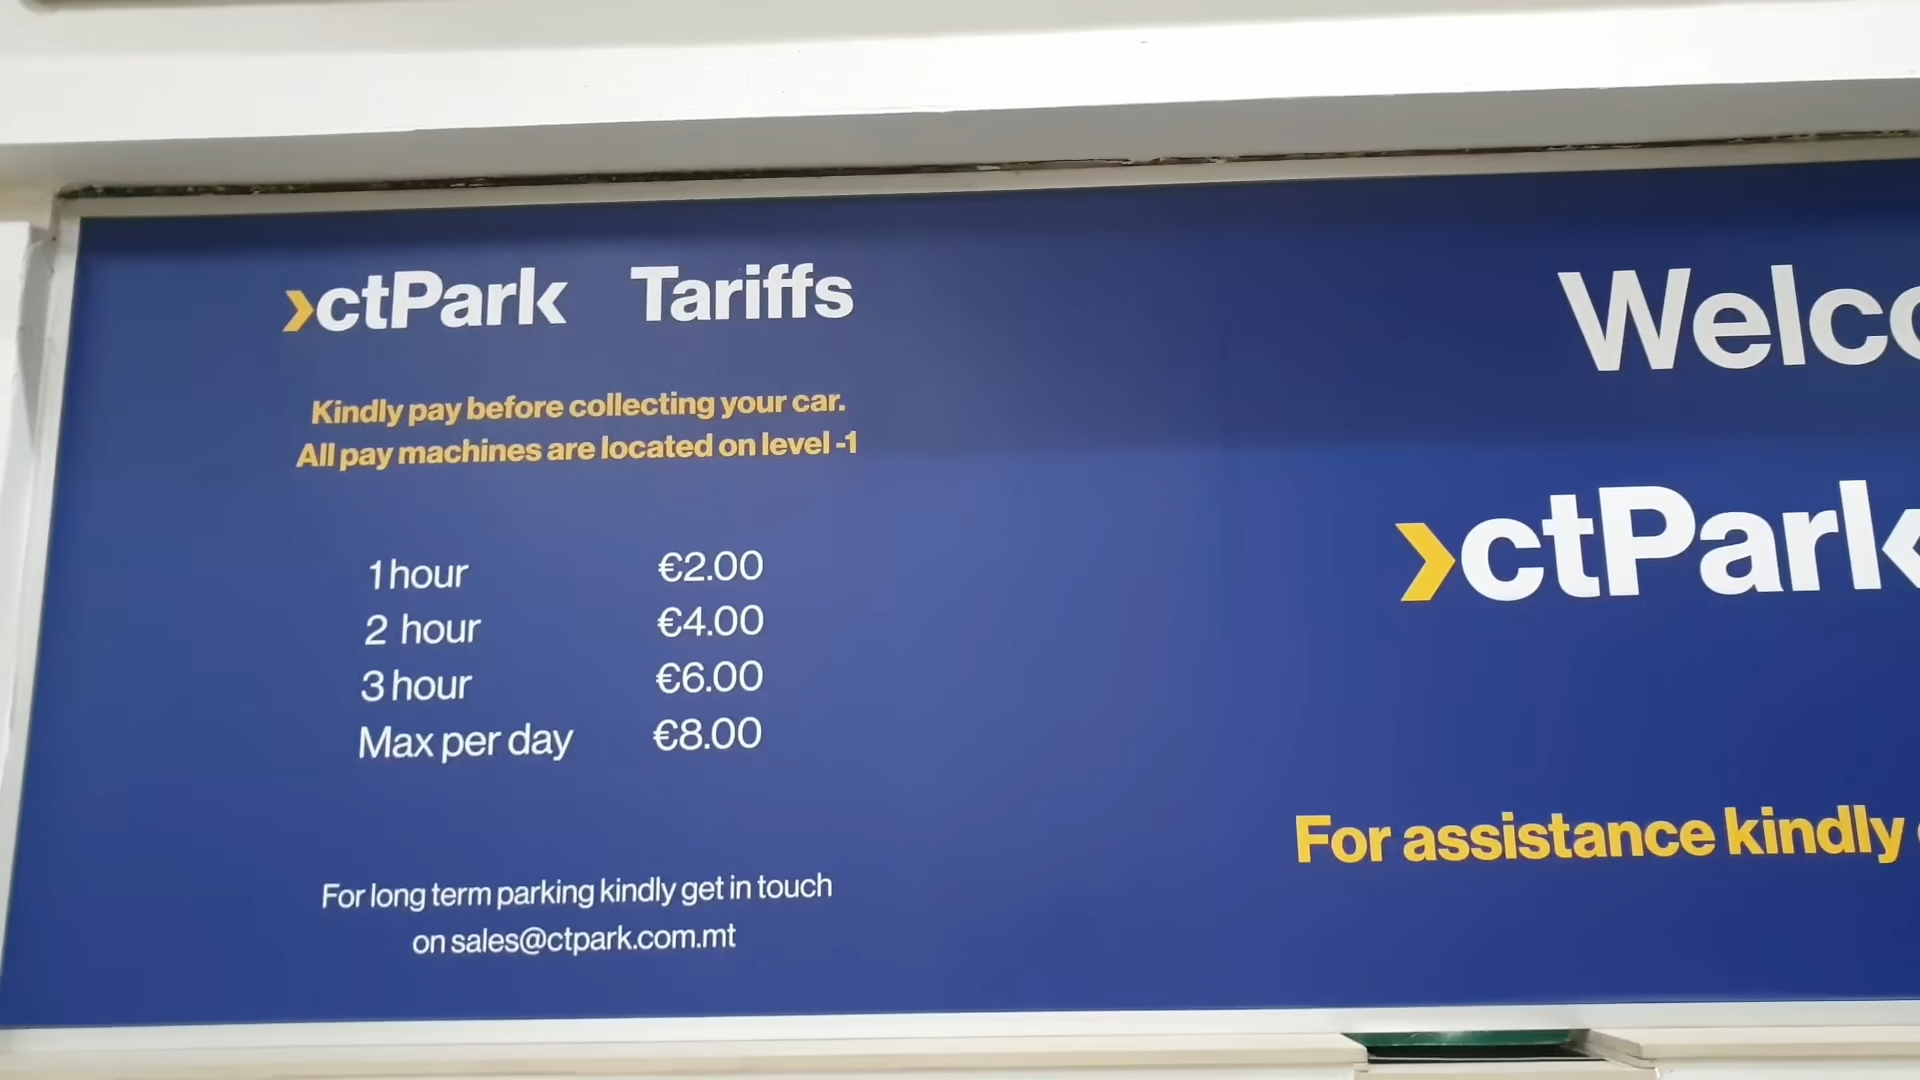 ctPark Tariffs
Kindly pay before collecting your car.
All pay machines are located on level -1
1 hour €2.00
2 hour €4.00
3 hour €6.00
Max per day €8.00
For long term parking kindly get in touch
on sales@ctpark.com.mt
ctPark
For assistance kindly